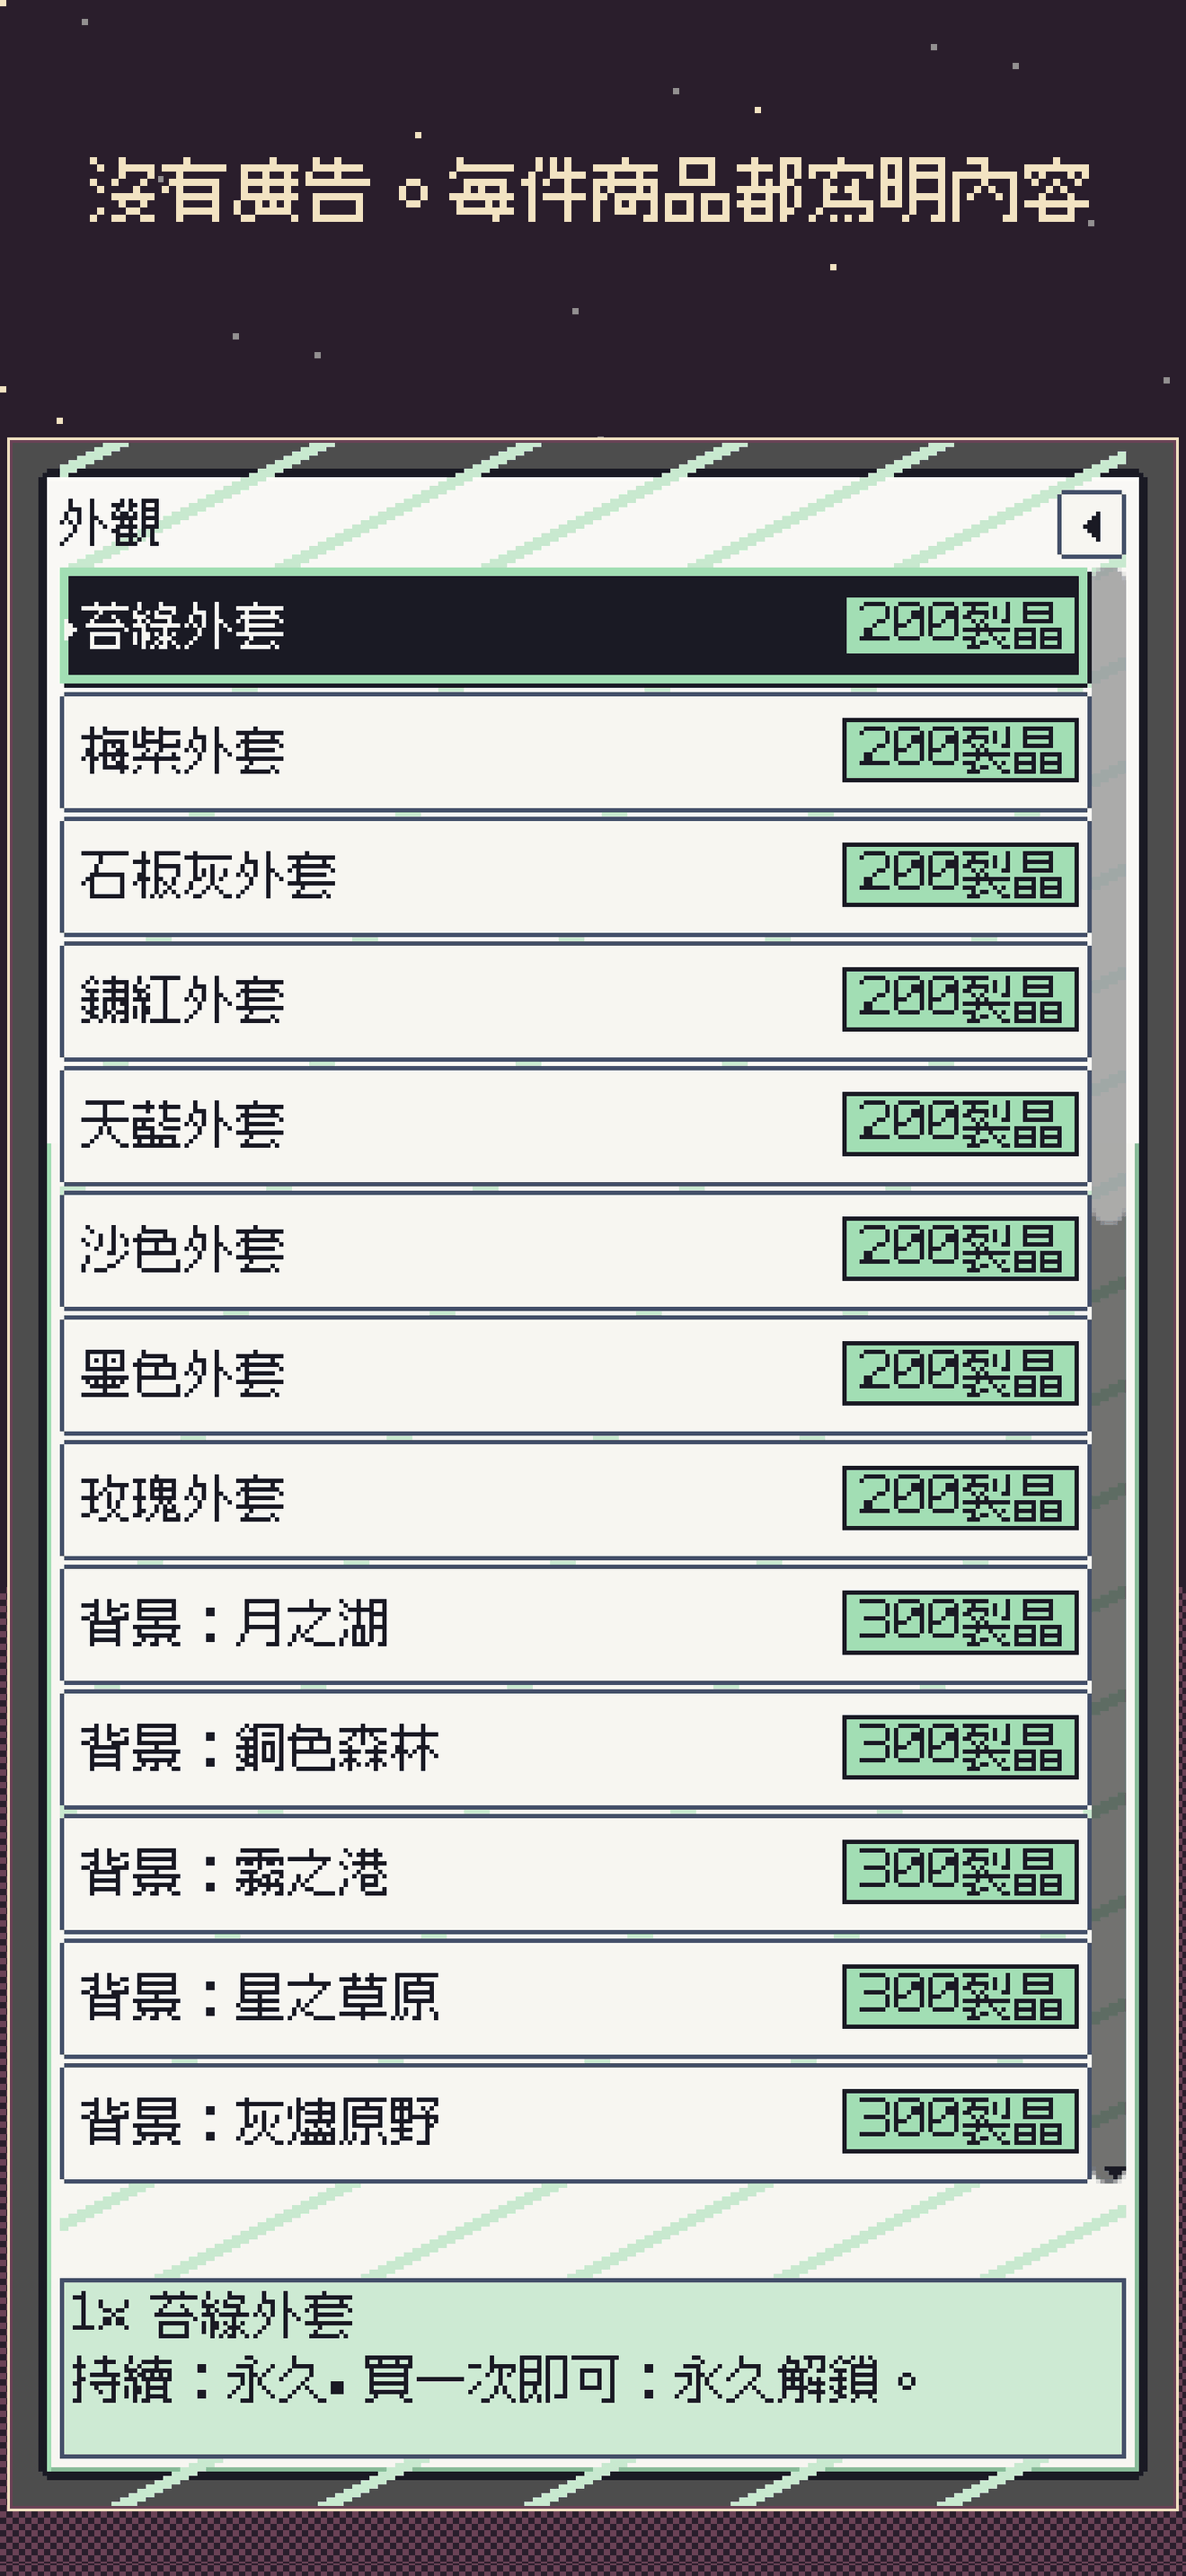 沒有廣告。每件商品都寫明內容
外觀
苔綠外套 200裂晶
梅紫外套 200裂晶
石板灰外套 200裂晶
鏽紅外套 200裂晶
天藍外套 200裂晶
沙色外套 200裂晶
墨色外套 200裂晶
玫瑰外套 200裂晶
背景：月之湖 300裂晶
背景：銅色森林 300裂晶
背景：霧之港 300裂晶
背景：星之草原 300裂晶
背景：灰燼原野 300裂晶
1x 苔綠外套
持續：永久▪買一次即可：永久解鎖。